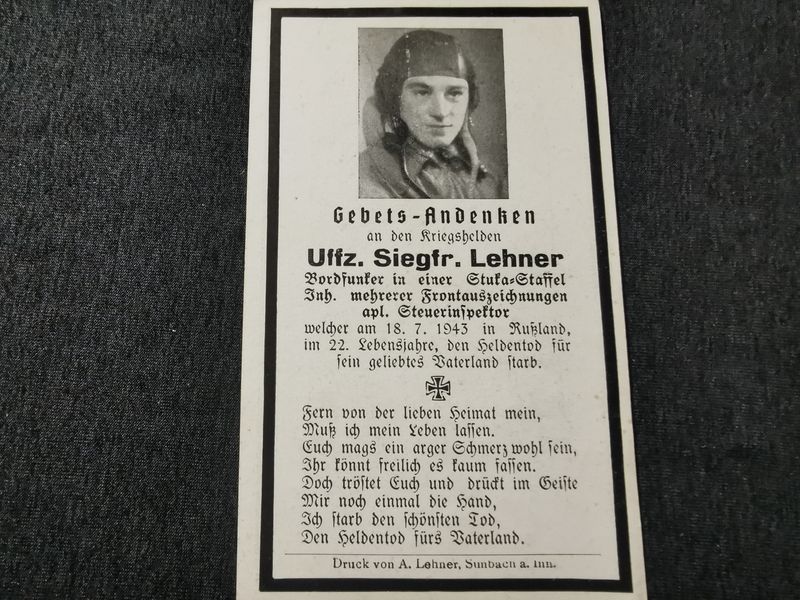 Gebets-Andenken
an den Kriegshelden
Uffz. Siegfr. Lehner
Bordfunker in einer Stuka-Staffel
Inh. mehrerer Frontauszeichnungen
apl. Steuerinspektor
welcher am 18. 7. 1943 in Rußland,
im 22. Lebensjahre, den Heldentod für
sein geliebtes Vaterland starb.
Fern von der lieben Heimat mein,
Muß ich mein Leben lassen.
Euch mags ein arger Schmerz wohl sein,
Ihr könnt freilich es kaum fassen.
Doch tröstet Euch und drückt im Geiste
Mir noch einmal die Hand,
Ich starb den schönsten Tod,
Den Heldentod fürs Vaterland.
Druck von A. Lehner, Simbach a. Inn.